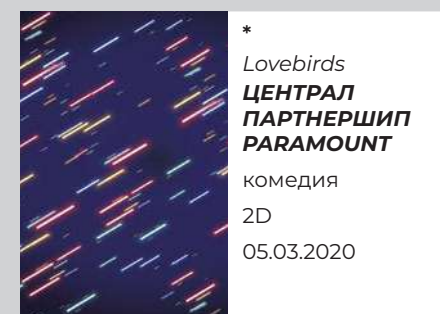 *
Lovebirds
ЦЕНТРАЛ
ПАРТНЕРШИП
PARAMOUNT
комедия
2D
05.03.2020